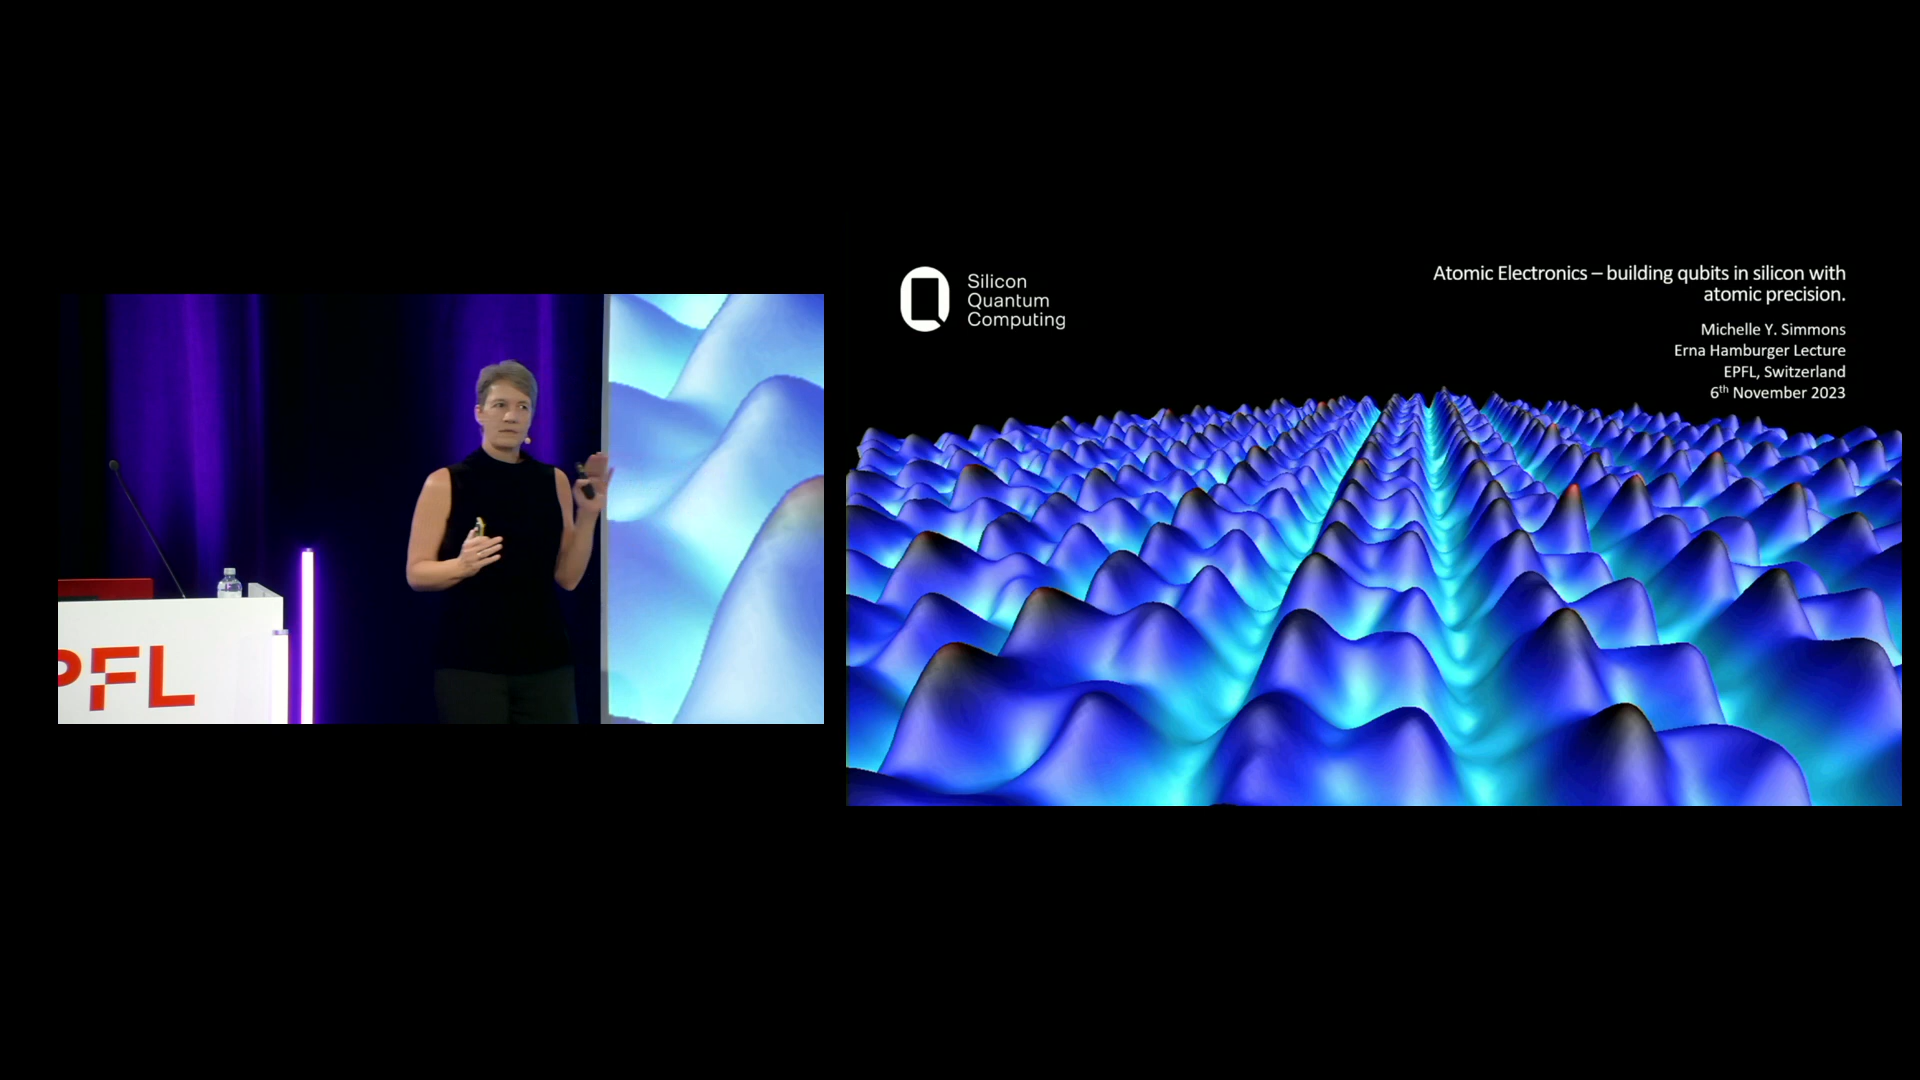 PFL
Silicon
Quantum
Computing
Atomic Electronics – building qubits in silicon with
atomic precision.
Michelle Y. Simmons
Erna Hamburger Lecture
EPFL, Switzerland
6th November 2023